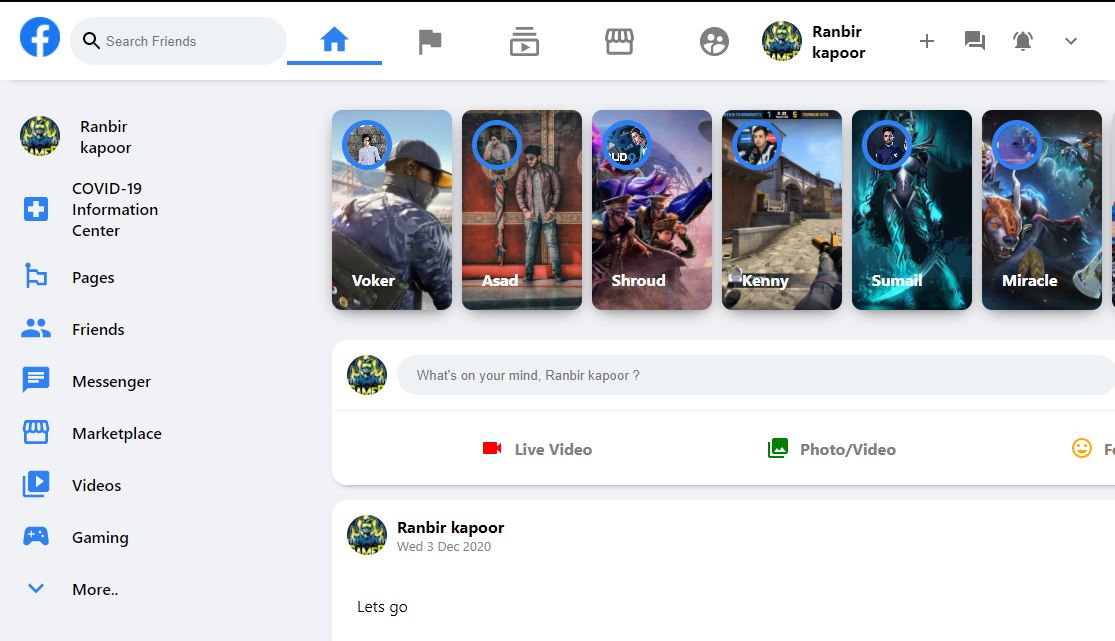 Search Friends
Ranbir
kapoor
Ranbir
kapoor
COVID-19
Information
Center
Pages
Friends
Messenger
Marketplace
Videos
Gaming
More..
Voker
Asad
Shroud
Kenny
Sumail
Miracle
What's on your mind, Ranbir kapoor ?
Live Video
Photo/Video
Ranbir kapoor
Wed 3 Dec 2020
Lets go